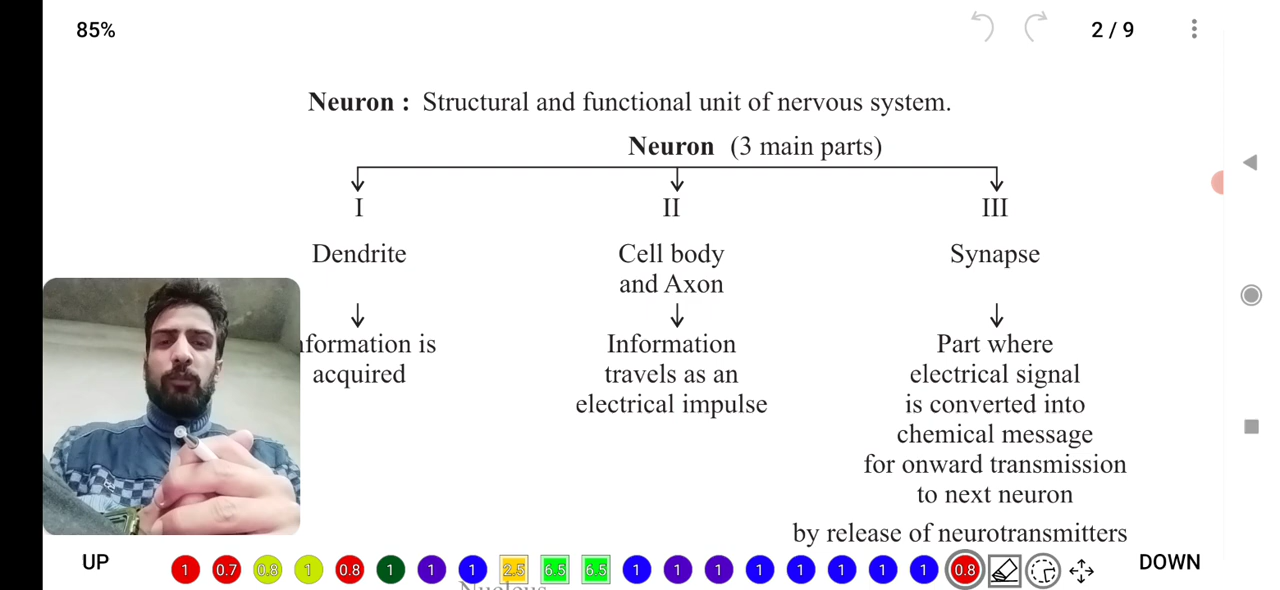 85%
2 / 9
Neuron : Structural and functional unit of nervous system.
Neuron (3 main parts)
I II III
Dendrite Cell body Synapse
and Axon
nformation is Information Part where
acquired travels as an electrical signal
electrical impulse is converted into
chemical message
for onward transmission
to next neuron
by release of neurotransmitters
UP 1 0.7 0.8 1 0.8 1 1 1 2.5 6.5 6.5 1 1 1 1 1 1 1 1 0.8 DOWN
Nucleus